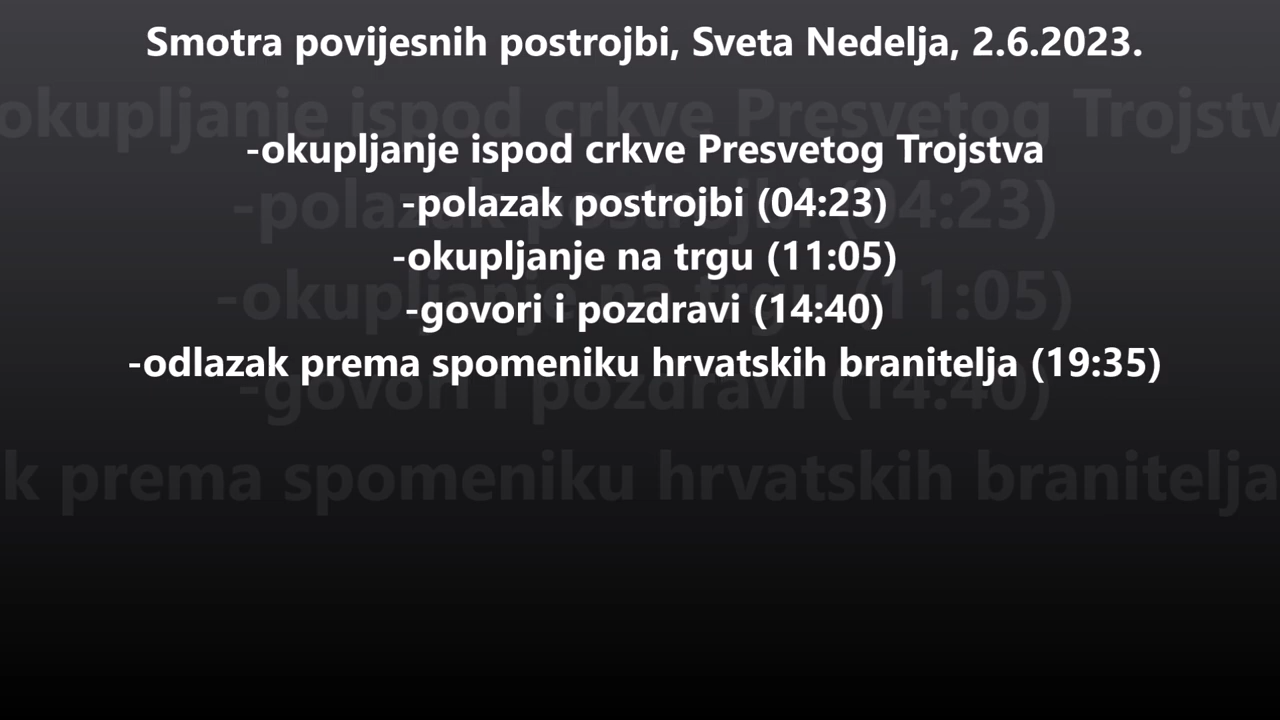 Smotra povijesnih postrojbi, Sveta Nedelja, 2.6.2023.
-okupljanje ispod crkve Presvetog Trojstva
-polazak postrojbi (04:23)
-okupljanje na trgu (11:05)
-govori i pozdravi (14:40)
-odlazak prema spomeniku hrvatskih branitelja (19:35)